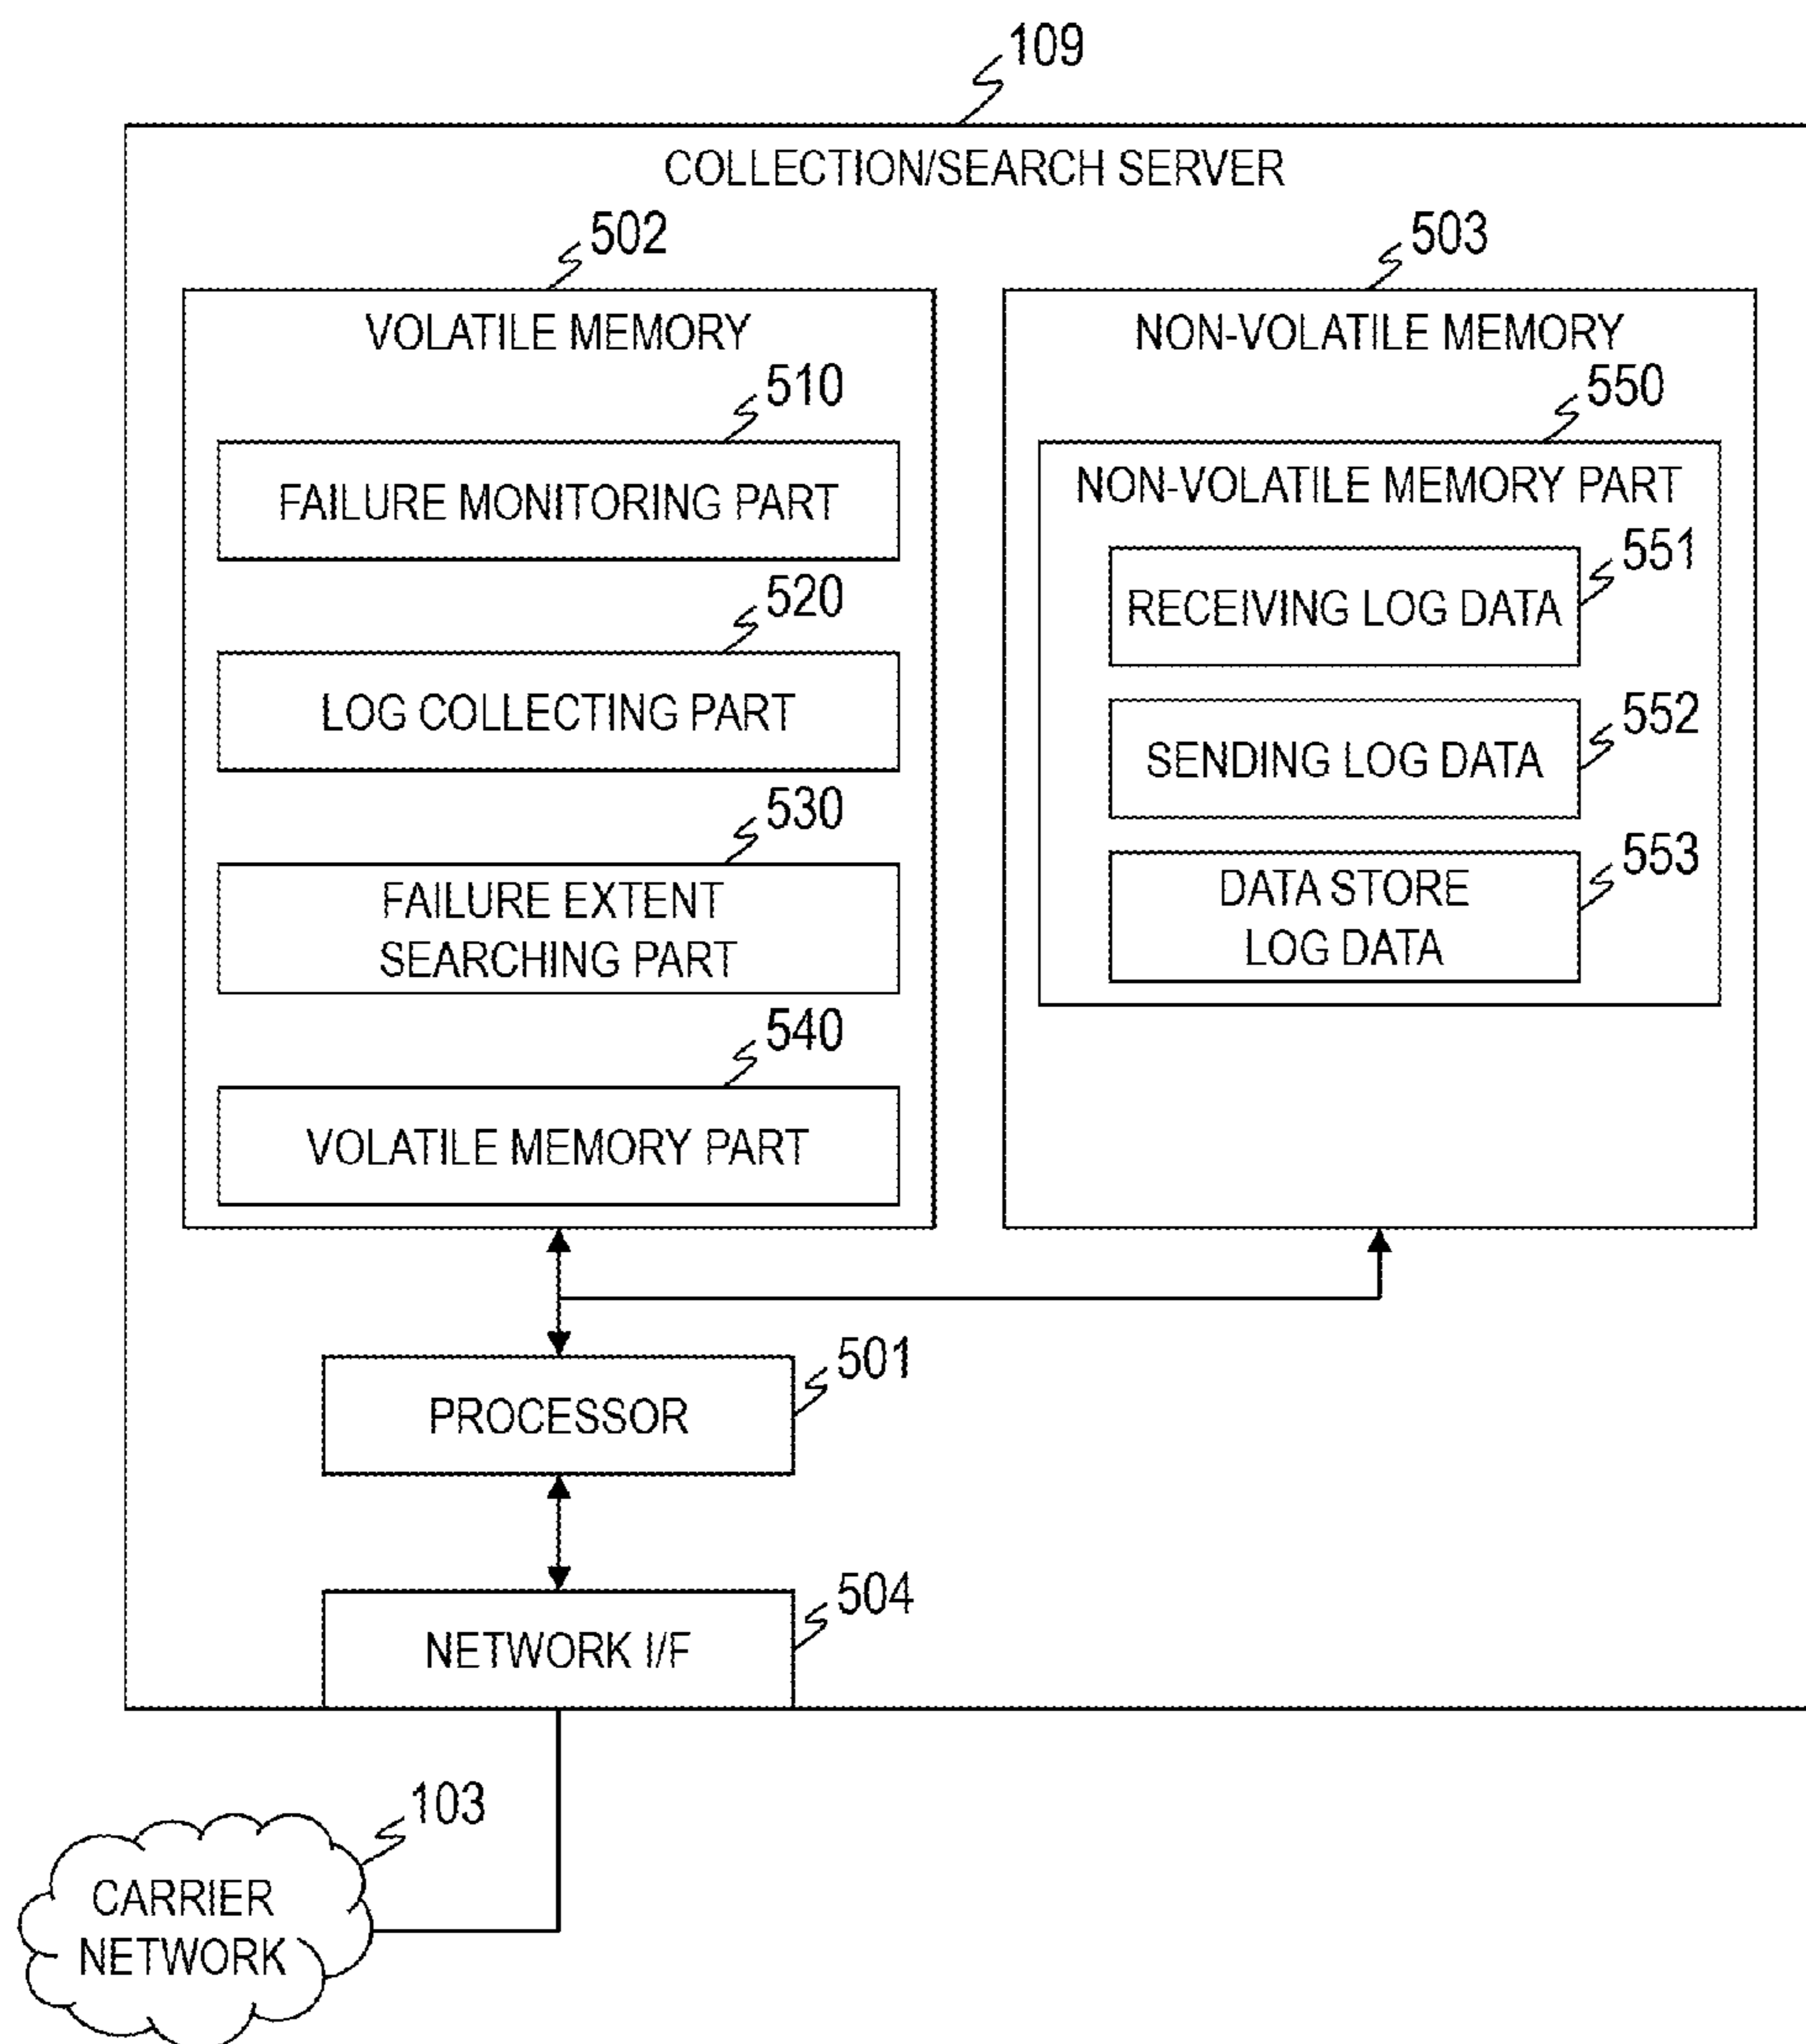 109
COLLECTION/SEARCH SERVER
502
503
VOLATILE MEMORY
NON-VOLATILE MEMORY
510
550
FAILURE MONITORING PART
NON-VOLATILE MEMORY PART
551
RECEIVING LOG DATA
520
LOG COLLECTING PART
552
SENDING LOG DATA
530
FAILURE EXTENT
SEARCHING PART
553
DATA STORE
LOG DATA
540
VOLATILE MEMORY PART
501
PROCESSOR
504
NETWORK I/F
103
CARRIER
NETWORK